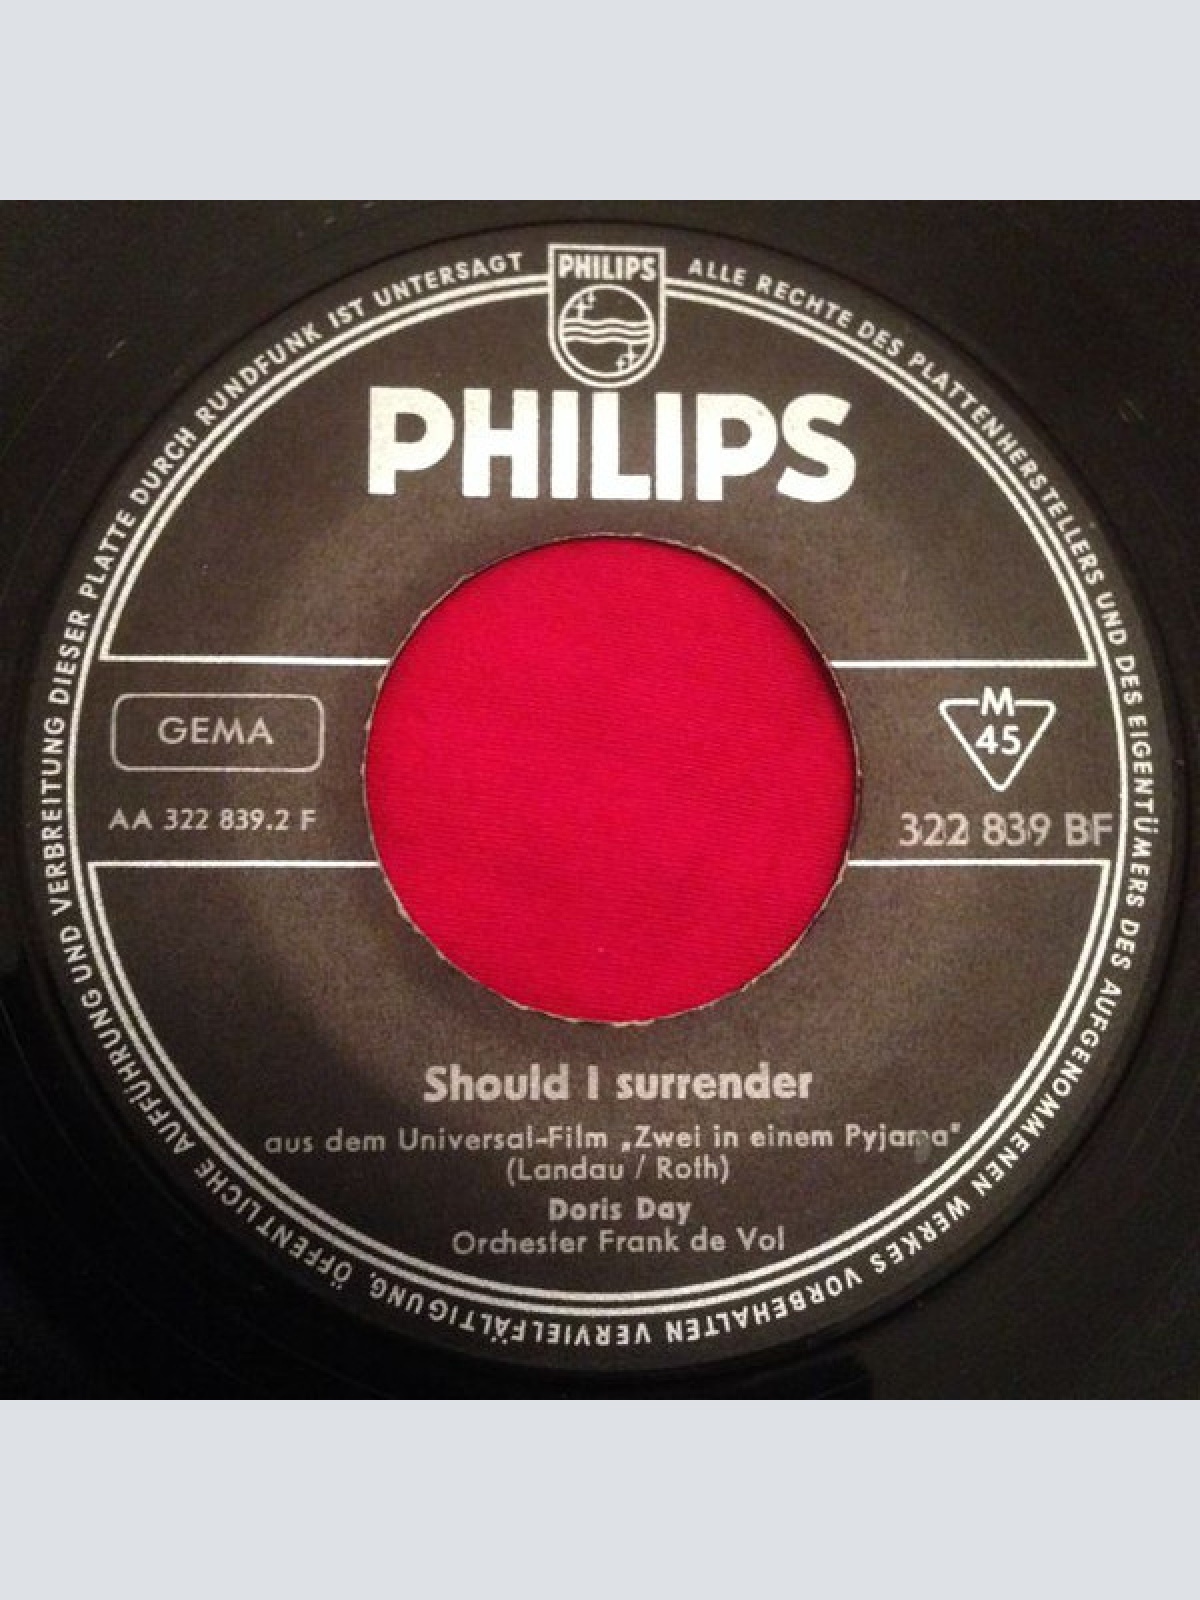 PHILIPS
PHILIPS
GEMA
M
45
AA 322 839.2 F
322 839 BF
Should I surrender
aus dem Universal-Film „Zwei in einem Pyjama"
(Landau / Roth)
Doris Day
Orchester Frank de Vol
ALLE RECHTE DES PLATTENHERSTELLERS UND DES EIGENTÜMERS DES AUFGENOMMENEN WERKES VORBEHALTEN VERVIELFÄLTIGUNG, ÖFFENTLICHE AUFFÜHRUNG UND VERBREITUNG DIESER PLATTE DURCH RUNDFUNK IST UNTERSAGT